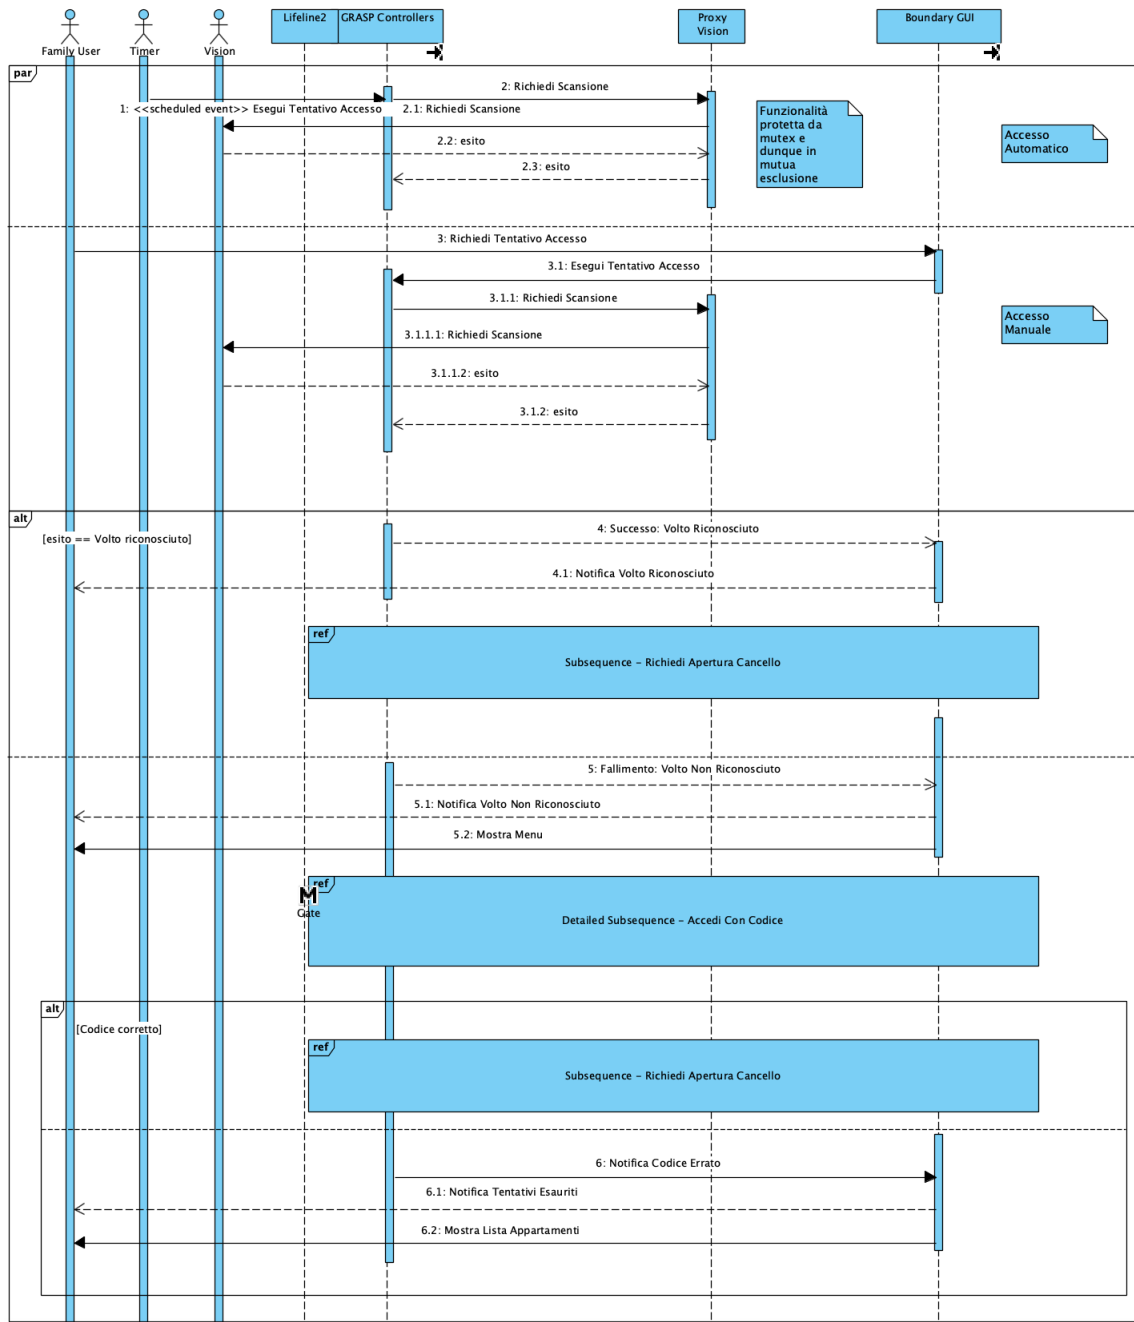 Family User
Timer
Vision
Lifeline2
GRASP Controllers
Proxy
Vision
Boundary GUI
par
2: Richiedi Scansione
1: <<scheduled event>> Esegui Tentativo Accesso
2.1: Richiedi Scansione
2.2: esito
2.3: esito
Funzionalità
protetta da
mutex e
dunque in
mutua
esclusione
Accesso
Automatico
3: Richiedi Tentativo Accesso
3.1: Esegui Tentativo Accesso
3.1.1: Richiedi Scansione
3.1.1.1: Richiedi Scansione
3.1.1.2: esito
3.1.2: esito
Accesso
Manuale
alt
[esito == Volto riconosciuto]
4: Successo: Volto Riconosciuto
4.1: Notifica Volto Riconosciuto
ref
Subsequence - Richiedi Apertura Cancello
5: Fallimento: Volto Non Riconosciuto
5.1: Notifica Volto Non Riconosciuto
5.2: Mostra Menu
ref
Gate
Detailed Subsequence - Accedi Con Codice
alt
[Codice corretto]
ref
Subsequence - Richiedi Apertura Cancello
6: Notifica Codice Errato
6.1: Notifica Tentativi Esauriti
6.2: Mostra Lista Appartamenti